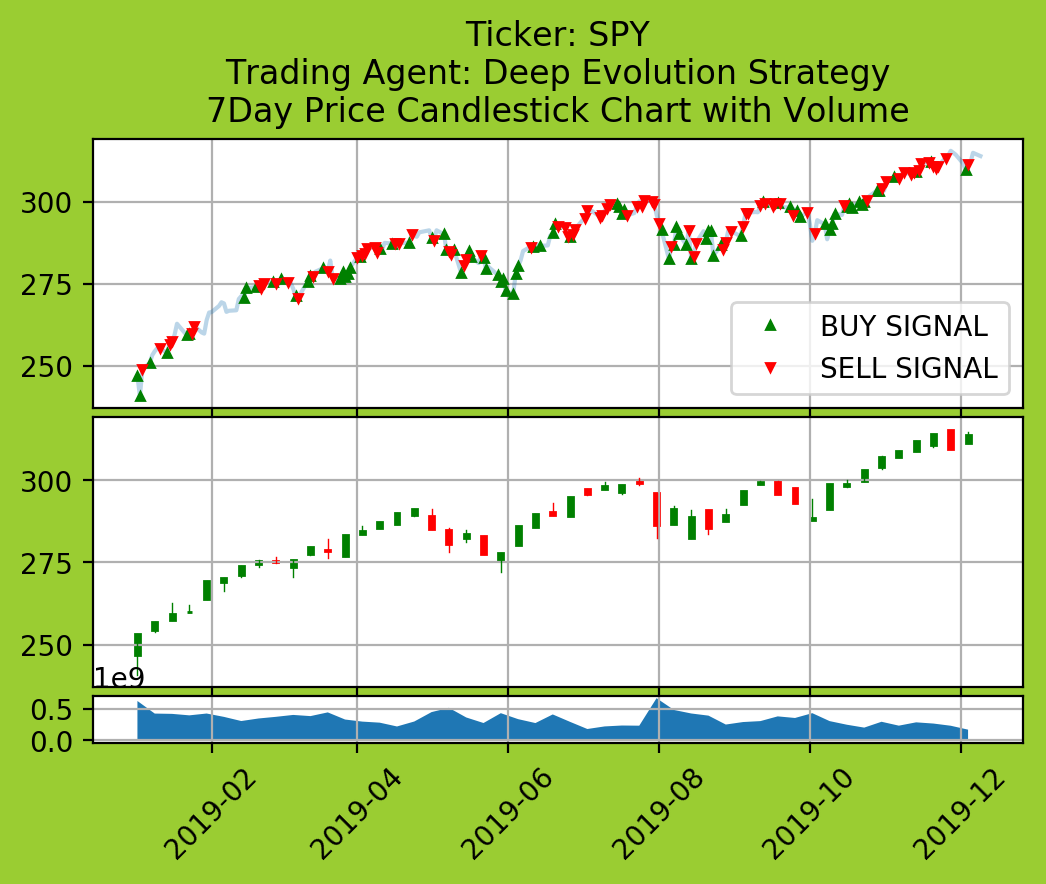 Ticker: SPY
Trading Agent: Deep Evolution Strategy
7Day Price Candlestick Chart with Volume
300
275
250
BUY SIGNAL
SELL SIGNAL
300
275
250
1e9
0.5
0.0
2019-02
2019-04
2019-06
2019-08
2019-10
2019-12